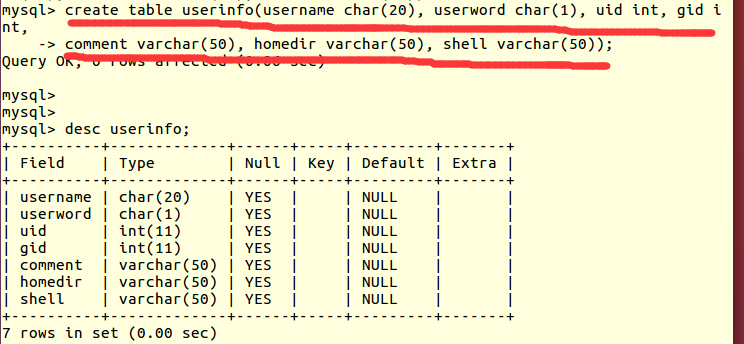 mysql> create table userinfo(username char(20), userword char(1), uid int, gid i
nt,
    -> comment varchar(50), homedir varchar(50), shell varchar(50));
Query OK, 0 rows affected (0.00 sec)
mysql>
mysql>
mysql> desc userinfo;
+----------+-------------+------+-----+---------+-------+
| Field    | Type        | Null | Key | Default | Extra |
+----------+-------------+------+-----+---------+-------+
| username | char(20)    | YES  |     | NULL    |       |
| userword | char(1)     | YES  |     | NULL    |       |
| uid      | int(11)     | YES  |     | NULL    |       |
| gid      | int(11)     | YES  |     | NULL    |       |
| comment  | varchar(50) | YES  |     | NULL    |       |
| homedir  | varchar(50) | YES  |     | NULL    |       |
| shell    | varchar(50) | YES  |     | NULL    |       |
+----------+-------------+------+-----+---------+-------+
7 rows in set (0.00 sec)